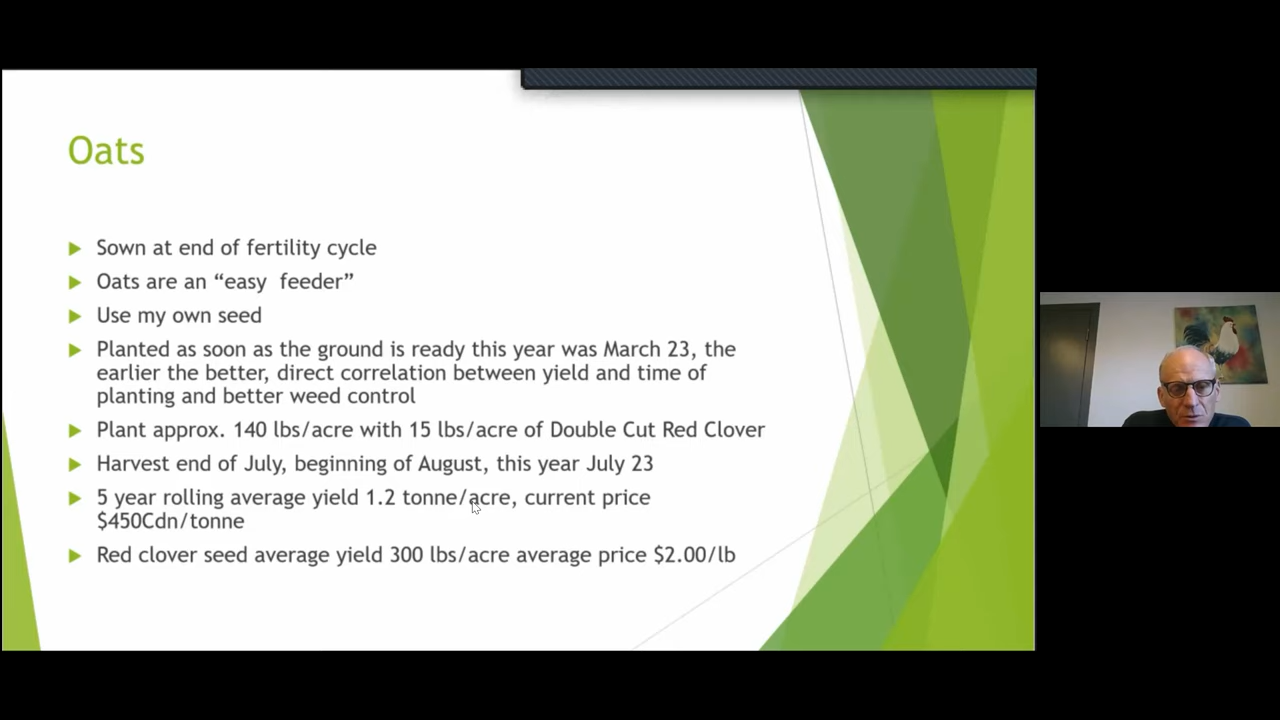 Oats
Sown at end of fertility cycle
Oats are an “easy  feeder”
Use my own seed
Planted as soon as the ground is ready this year was March 23, the
earlier the better, direct correlation between yield and time of
planting and better weed control
Plant approx. 140 lbs/acre with 15 lbs/acre of Double Cut Red Clover
Harvest end of July, beginning of August, this year July 23
5 year rolling average yield 1.2 tonne/acre, current price
$450Cdn/tonne
Red clover seed average yield 300 lbs/acre average price $2.00/lb